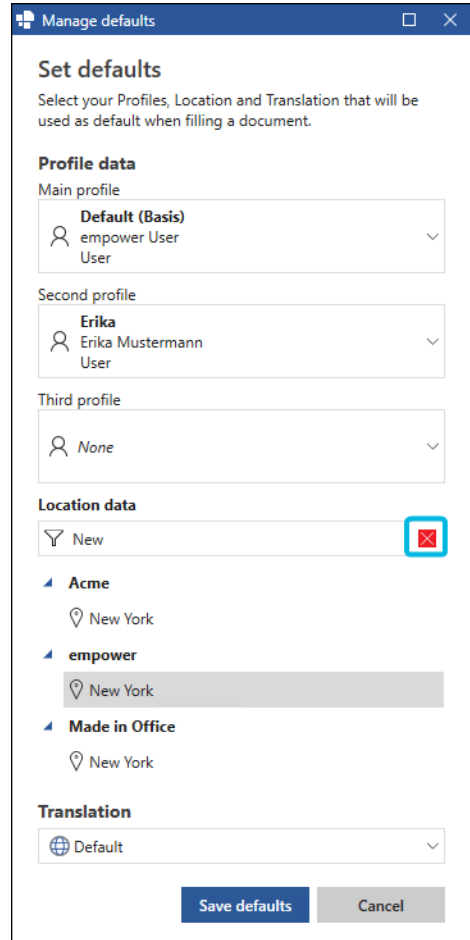 Manage defaults
Set defaults
Select your Profiles, Location and Translation that will be
used as default when filling a document.
Profile data
Main profile
Default (Basis)
empower User
User
Second profile
Erika
Erika Mustermann
User
Third profile
None
Location data
New
Acme
New York
empower
New York
Made in Office
New York
Translation
Default
Save defaults
Cancel